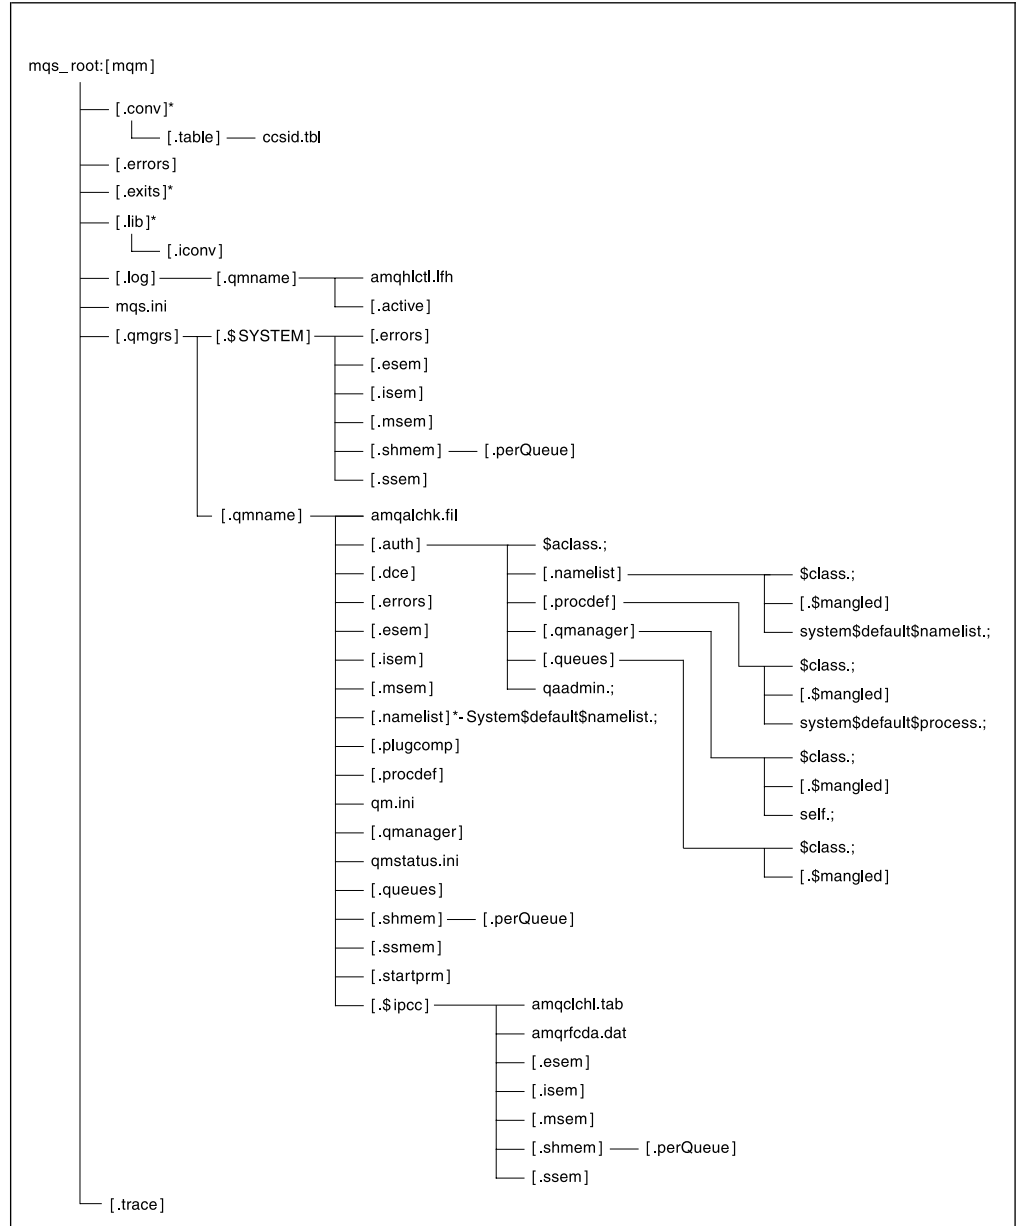 mqs_root:[mqm]
[.conv]*
[.table] ccsid.tbl
[.errors]
[.exits]*
[.lib]*
[.iconv]
[.log] [.qmname] amqhlctl.lfh
[.active]
mqs.ini
[.qmgrs] [.$SYSTEM] [.errors]
[.esem]
[.isem]
[.msem]
[.shmem] [.perQueue]
[.ssem]
[.qmname] amqalchk.fil
[.auth] $aclass.;
[.dce] [.namelist] $class.;
[.errors] [.procdef] [.$mangled]
[.esem] [.qmanager] system$default$namelist.;
[.isem] [.queues] $class.;
[.msem] qaadmin.; [.$mangled]
[.namelist]*-System$default$namelist.; system$default$process.;
[.plugcomp] $class.;
[.procdef] [.$mangled]
qm.ini self.;
[.qmanager] $class.;
qmstatus.ini [.$mangled]
[.queues]
[.shmem] [.perQueue]
[.ssmem]
[.startprm]
[.$ipcc] amqclchl.tab
amqrfcda.dat
[.esem]
[.isem]
[.msem]
[.shmem] [.perQueue]
[.ssem]
[.trace]